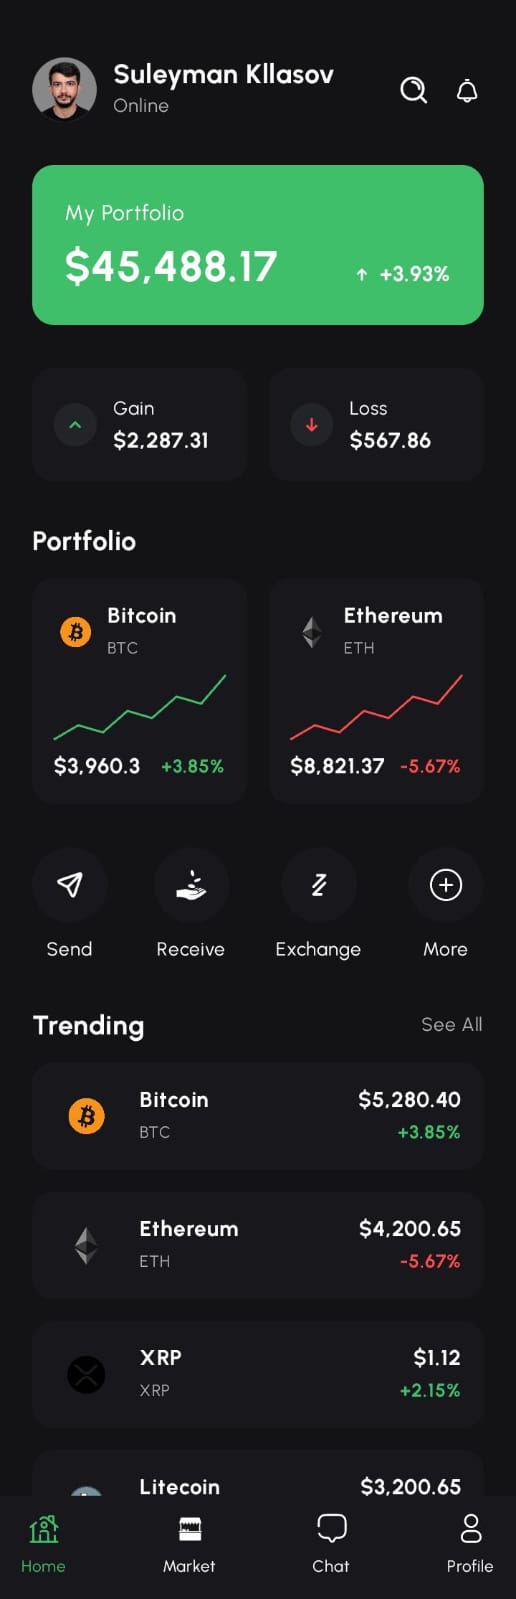 Suleyman Kllasov
Online
My Portfolio
$45,488.17
+3.93%
Gain
$2,287.31
Loss
$567.86
Portfolio
Bitcoin
BTC
$3,960.3 +3.85%
Ethereum
ETH
$8,821.37 -5.67%
Send Receive Exchange More
Trending See All
Bitcoin $5,280.40
BTC +3.85%
Ethereum $4,200.65
ETH -5.67%
XRP $1.12
XRP +2.15%
Litecoin $3,200.65
Home Market Chat Profile